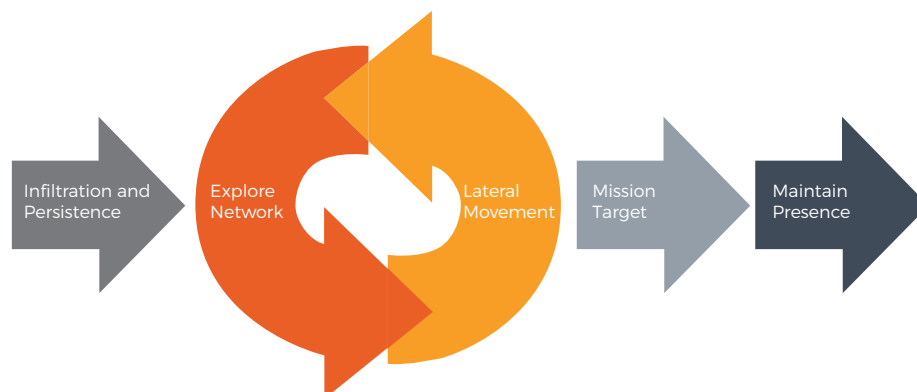 Infiltration and
Persistence
Explore
Network
Lateral
Movement
Mission
Target
Maintain
Presence